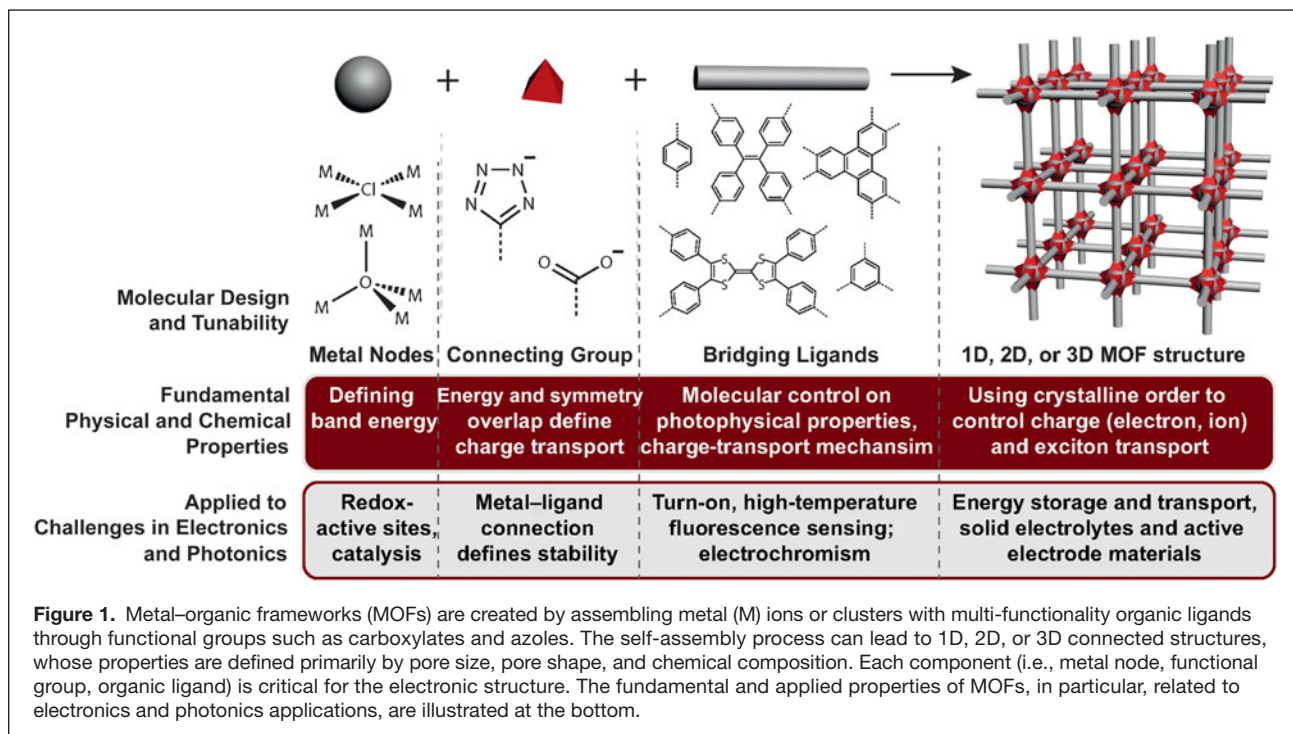 + +
M M
Cl
M M
M
O
M M
M
N N
N N
O O
S S
S S
Molecular Design
and Tunability
Metal Nodes Connecting Group Bridging Ligands 1D, 2D, or 3D MOF structure
Fundamental
Physical and Chemical
Properties
Defining
band energy
Energy and symmetry
overlap define
charge transport
Molecular control on
photophysical properties,
charge-transport mechansim
Using crystalline order to
control charge (electron, ion)
and exciton transport
Applied to
Challenges in Electronics
and Photonics
Redox-
active sites,
catalysis
Metal–ligand
connection
defines stability
Turn-on, high-temperature
fluorescence sensing;
electrochromism
Energy storage and transport,
solid electrolytes and active
electrode materials
Figure 1. Metal–organic frameworks (MOFs) are created by assembling metal (M) ions or clusters with multi-functionality organic ligands
through functional groups such as carboxylates and azoles. The self-assembly process can lead to 1D, 2D, or 3D connected structures,
whose properties are defined primarily by pore size, pore shape, and chemical composition. Each component (i.e., metal node, functional
group, organic ligand) is critical for the electronic structure. The fundamental and applied properties of MOFs, in particular, related to
electronics and photonics applications, are illustrated at the bottom.